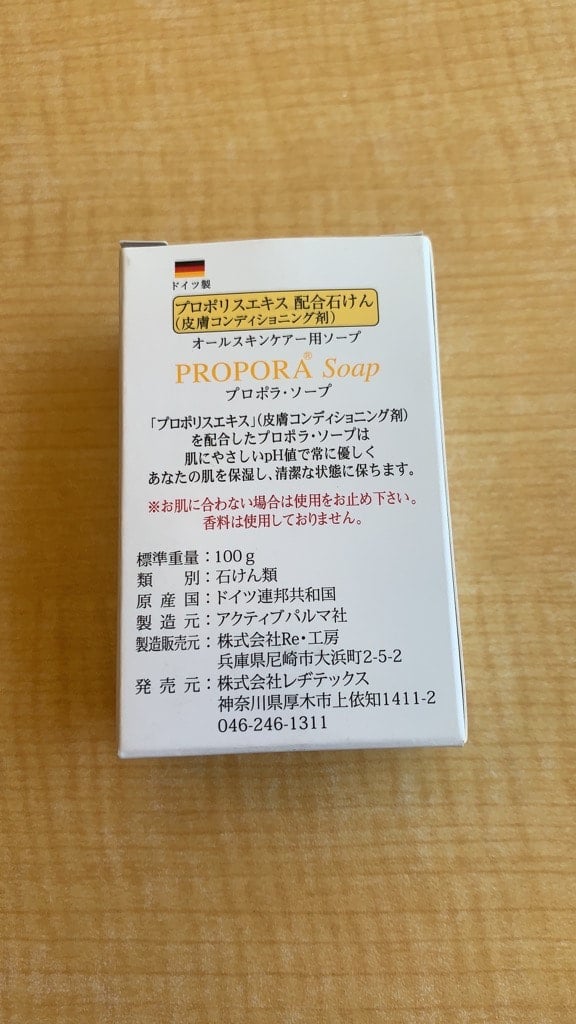 ドイツ製
プロポリスエキス 配合石けん
（皮膚コンディショニング剤）
オールスキンケアー用ソープ
PROPORA® Soap
プロポラ・ソープ
「プロポリスエキス」（皮膚コンディショニング剤）
を配合したプロポラ・ソープは
肌にやさしいpH値で常に優しく
あなたの肌を保湿し、清潔な状態に保ちます。
※お肌に合わない場合は使用をお止め下さい。
香料は使用しておりません。
標準重量：100g
類　別：石けん類
原産国：ドイツ連邦共和国
製造元：アクティブパルマ社
製造販売元：株式会社Re・工房
兵庫県尼崎市大浜町2-5-2
発売元：株式会社レヂテックス
神奈川県厚木市上依知1411-2
046-246-1311